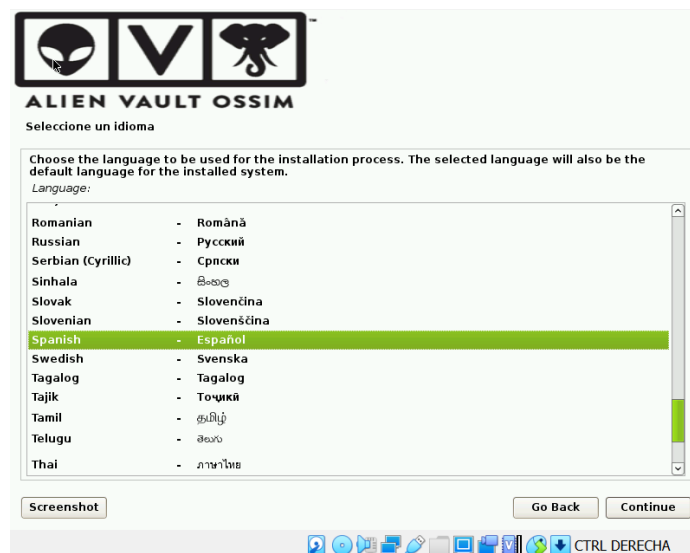 ALIEN VAULT OSSIM
Seleccione un idioma
Choose the language to be used for the installation process. The selected language will also be the
default language for the installed system.
Language:
Romanian - Română
Russian - Русский
Serbian (Cyrillic) - Српски
Sinhala - සිංහල
Slovak - Slovenčina
Slovenian - Slovenščina
Spanish - Español
Swedish - Svenska
Tagalog - Tagalog
Tajik - Тоҷикӣ
Tamil - தமிழ்
Telugu - తెలుగు
Thai - ภาษาไทย
Screenshot Go Back Continue
CTRL DERECHA